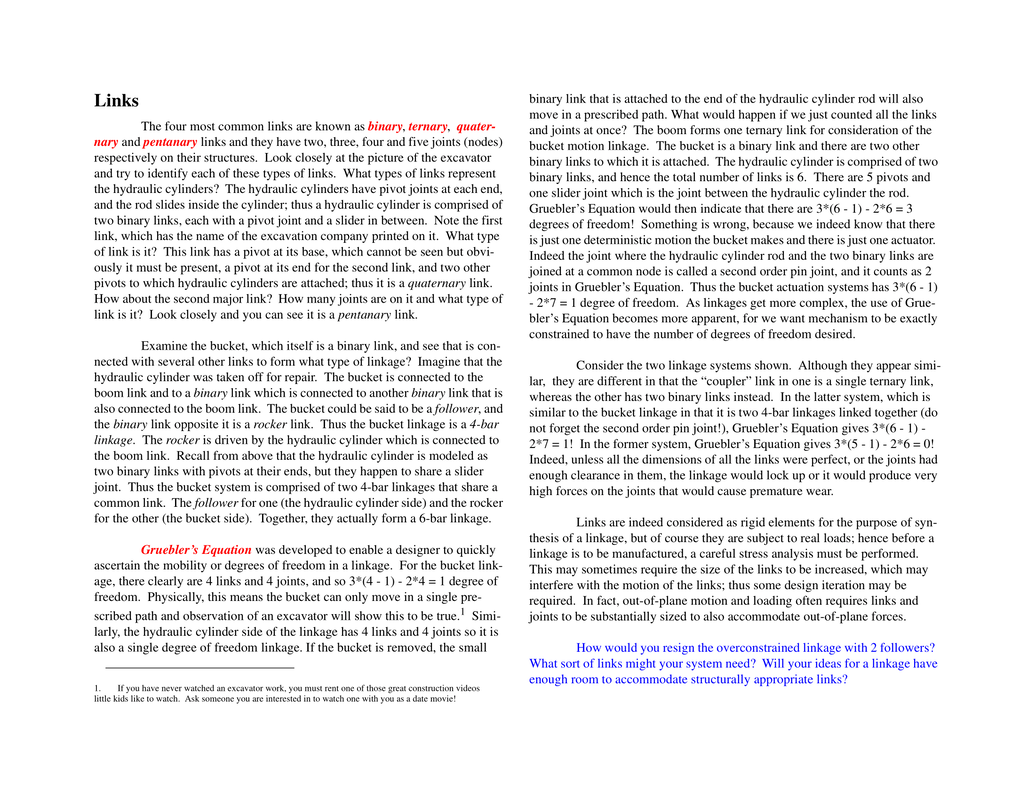 Links
The four most common links are known as binary, ternary, quater-
nary and pentanary links and they have two, three, four and five joints (nodes)
respectively on their structures. Look closely at the picture of the excavator
and try to identify each of these types of links. What types of links represent
the hydraulic cylinders? The hydraulic cylinders have pivot joints at each end,
and the rod slides inside the cylinder; thus a hydraulic cylinder is comprised of
two binary links, each with a pivot joint and a slider in between. Note the first
link, which has the name of the excavation company printed on it. What type
of link is it? This link has a pivot at its base, which cannot be seen but obvi-
ously it must be present, a pivot at its end for the second link, and two other
pivots to which hydraulic cylinders are attached; thus it is a quaternary link.
How about the second major link? How many joints are on it and what type of
link is it? Look closely and you can see it is a pentanary link.
Examine the bucket, which itself is a binary link, and see that is con-
nected with several other links to form what type of linkage? Imagine that the
hydraulic cylinder was taken off for repair. The bucket is connected to the
boom link and to a binary link which is connected to another binary link that is
also connected to the boom link. The bucket could be said to be a follower, and
the binary link opposite it is a rocker link. Thus the bucket linkage is a 4-bar
linkage. The rocker is driven by the hydraulic cylinder which is connected to
the boom link. Recall from above that the hydraulic cylinder is modeled as
two binary links with pivots at their ends, but they happen to share a slider
joint. Thus the bucket system is comprised of two 4-bar linkages that share a
common link. The follower for one (the hydraulic cylinder side) and the rocker
for the other (the bucket side). Together, they actually form a 6-bar linkage.
Gruebler's Equation was developed to enable a designer to quickly
ascertain the mobility or degrees of freedom in a linkage. For the bucket link-
age, there clearly are 4 links and 4 joints, and so 3*(4 - 1) - 2*4 = 1 degree of
freedom. Physically, this means the bucket can only move in a single pre-
scribed path and observation of an excavator will show this to be true.1 Simi-
larly, the hydraulic cylinder side of the linkage has 4 links and 4 joints so it is
also a single degree of freedom linkage. If the bucket is removed, the small
1. If you have never watched an excavator work, you must rent one of those great construction videos
little kids like to watch. Ask someone you are interested in to watch one with you as a date movie!
binary link that is attached to the end of the hydraulic cylinder rod will also
move in a prescribed path. What would happen if we just counted all the links
and joints at once? The boom forms one ternary link for consideration of the
bucket motion linkage. The bucket is a binary link and there are two other
binary links to which it is attached. The hydraulic cylinder is comprised of two
binary links, and hence the total number of links is 6. There are 5 pivots and
one slider joint which is the joint between the hydraulic cylinder the rod.
Gruebler's Equation would then indicate that there are 3*(6 - 1) - 2*6 = 3
degrees of freedom! Something is wrong, because we indeed know that there
is just one deterministic motion the bucket makes and there is just one actuator.
Indeed the joint where the hydraulic cylinder rod and the two binary links are
joined at a common node is called a second order pin joint, and it counts as 2
joints in Gruebler's Equation. Thus the bucket actuation systems has 3*(6 - 1)
- 2*7 = 1 degree of freedom. As linkages get more complex, the use of Grue-
bler's Equation becomes more apparent, for we want mechanism to be exactly
constrained to have the number of degrees of freedom desired.
Consider the two linkage systems shown. Although they appear simi-
lar, they are different in that the "coupler" link in one is a single ternary link,
whereas the other has two binary links instead. In the latter system, which is
similar to the bucket linkage in that it is two 4-bar linkages linked together (do
not forget the second order pin joint!), Gruebler's Equation gives 3*(6 - 1) -
2*7 = 1! In the former system, Gruebler's Equation gives 3*(5 - 1) - 2*6 = 0!
Indeed, unless all the dimensions of all the links were perfect, or the joints had
enough clearance in them, the linkage would lock up or it would produce very
high forces on the joints that would cause premature wear.
Links are indeed considered as rigid elements for the purpose of syn-
thesis of a linkage, but of course they are subject to real loads; hence before a
linkage is to be manufactured, a careful stress analysis must be performed.
This may sometimes require the size of the links to be increased, which may
interfere with the motion of the links; thus some design iteration may be
required. In fact, out-of-plane motion and loading often requires links and
joints to be substantially sized to also accommodate out-of-plane forces.
How would you resign the overconstrained linkage with 2 followers?
What sort of links might your system need? Will your ideas for a linkage have
enough room to accommodate structurally appropriate links?